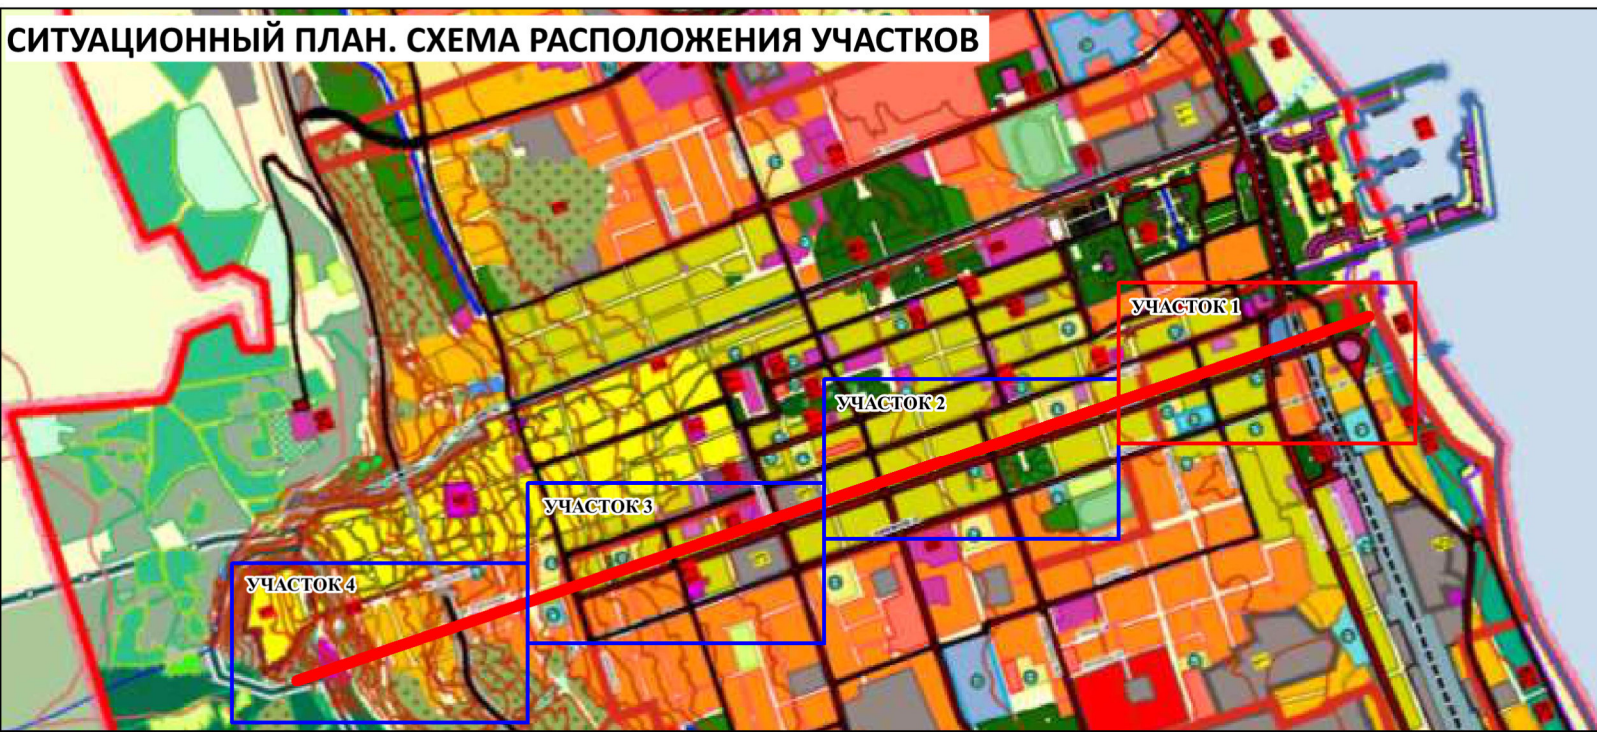 СИТУАЦИОННЫЙ ПЛАН. СХЕМА РАСПОЛОЖЕНИЯ УЧАСТКОВ
УЧАСТОК 1
УЧАСТОК 2
УЧАСТОК 3
УЧАСТОК 4